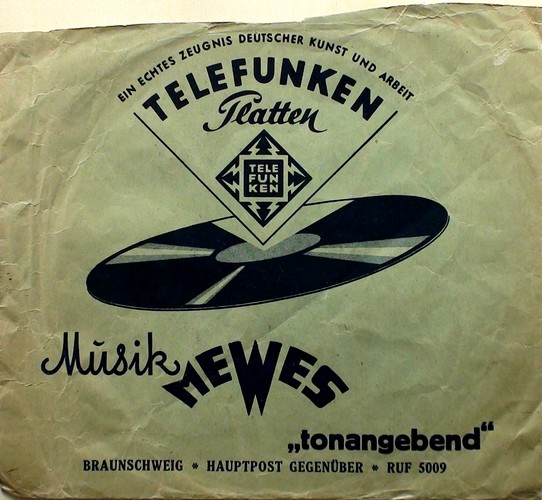 EIN ECHTES ZEUGNIS DEUTSCHER KUNST UND ARBEIT
TELEFUNKEN
Platten
TELE
FUN
KEN
Musik MEWES
„tonangebend“
BRAUNSCHWEIG * HAUPTPOST GEGENÜBER * RUF 5009